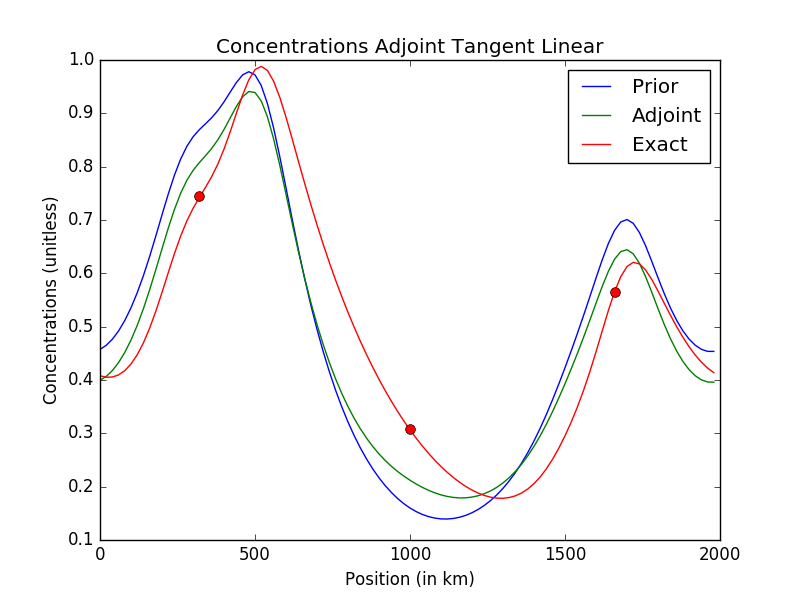 Concentrations Adjoint Tangent Linear
Prior
Adjoint
Exact
Concentrations (unitless)
1.0
0.9
0.8
0.7
0.6
0.5
0.4
0.3
0.2
0.1
0 500 1000 1500 2000
Position (in km)